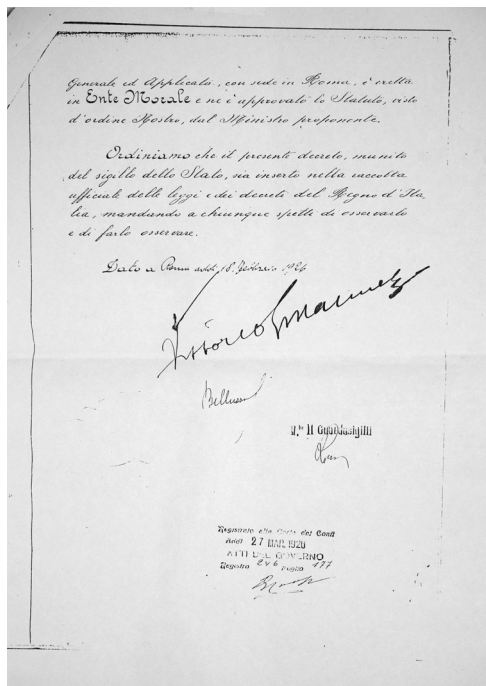 Generale ed Applicata, con sede in Roma, è eretta
in Ente Morale e ne è approvato lo Statuto, visto
d'ordine Nostro, dal Ministro proponente.
Ordiniamo che il presente decreto, munito
del sigillo dello Stato, sia inserto nella raccolta
ufficiale delle leggi e dei decreti del Regno d'Ita-
lia, mandando a chiunque spetti di osservarlo
e di farlo osservare.
Dato a Roma addì 18 Febbraio 1926
Vittorio Emanuele
Belluzzo
V.to Il Guardasigilli
Registrato alla Corte dei Conti
Addì 27 MAR. 1926
ATTI DEL GOVERNO
Registro 246 Foglio 177